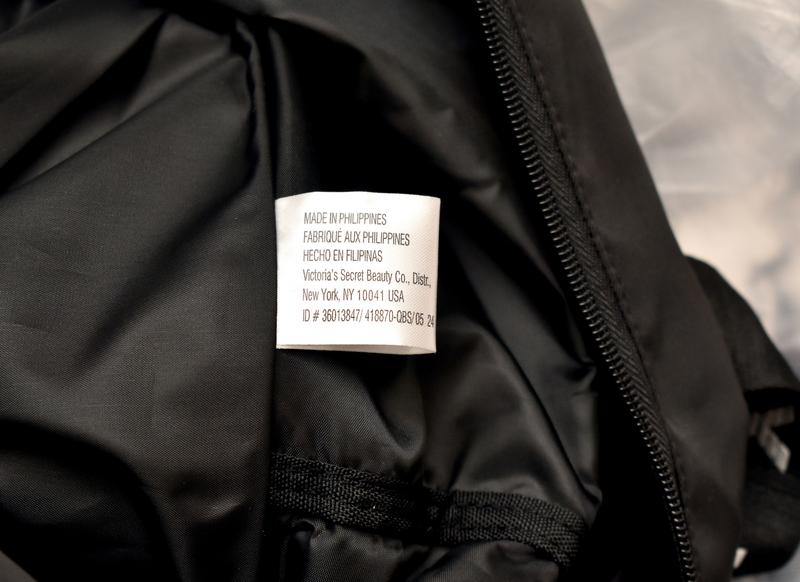 MADE IN PHILIPPINES
FABRIQUÉ AUX PHILIPPINES
HECHO EN FILIPINAS
Victoria's Secret Beauty Co., Distr.,
New York, NY 10041 USA
ID # 36013847/ 418870-QBS/ 05 24